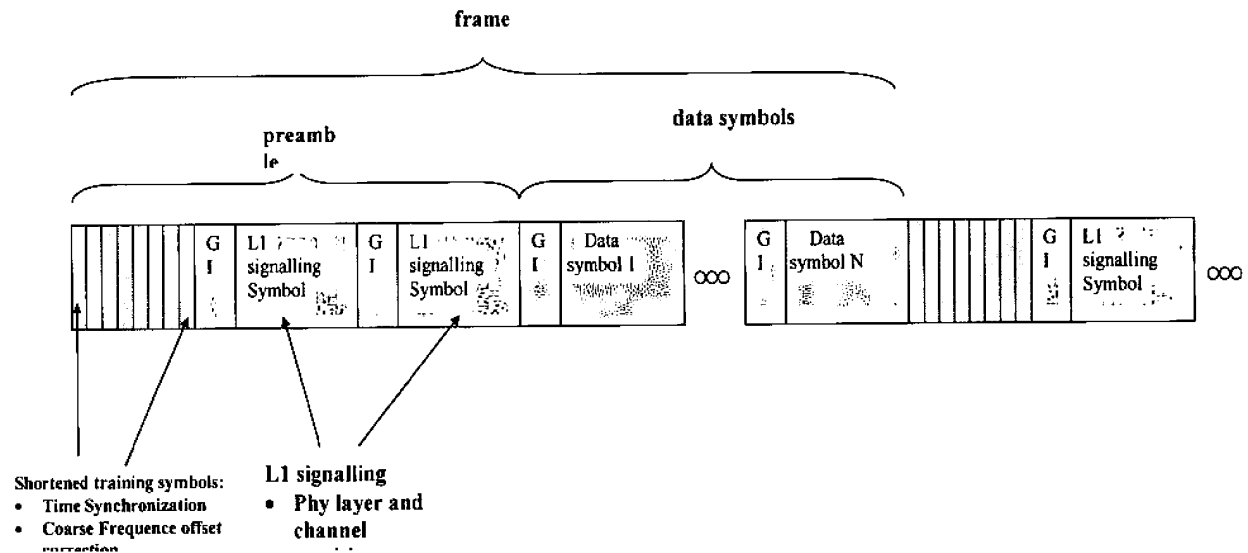 frame
preamb
le
data symbols
G
I
L1
signalling
Symbol
G
I
L1
signalling
Symbol
G
I
Data
symbol 1
∞
G
I
Data
symbol N
G
I
L1
signalling
Symbol
∞
Shortened training symbols:
• Time Synchronization
• Coarse Frequence offset
correction
L1 signalling
• Phy layer and
channel